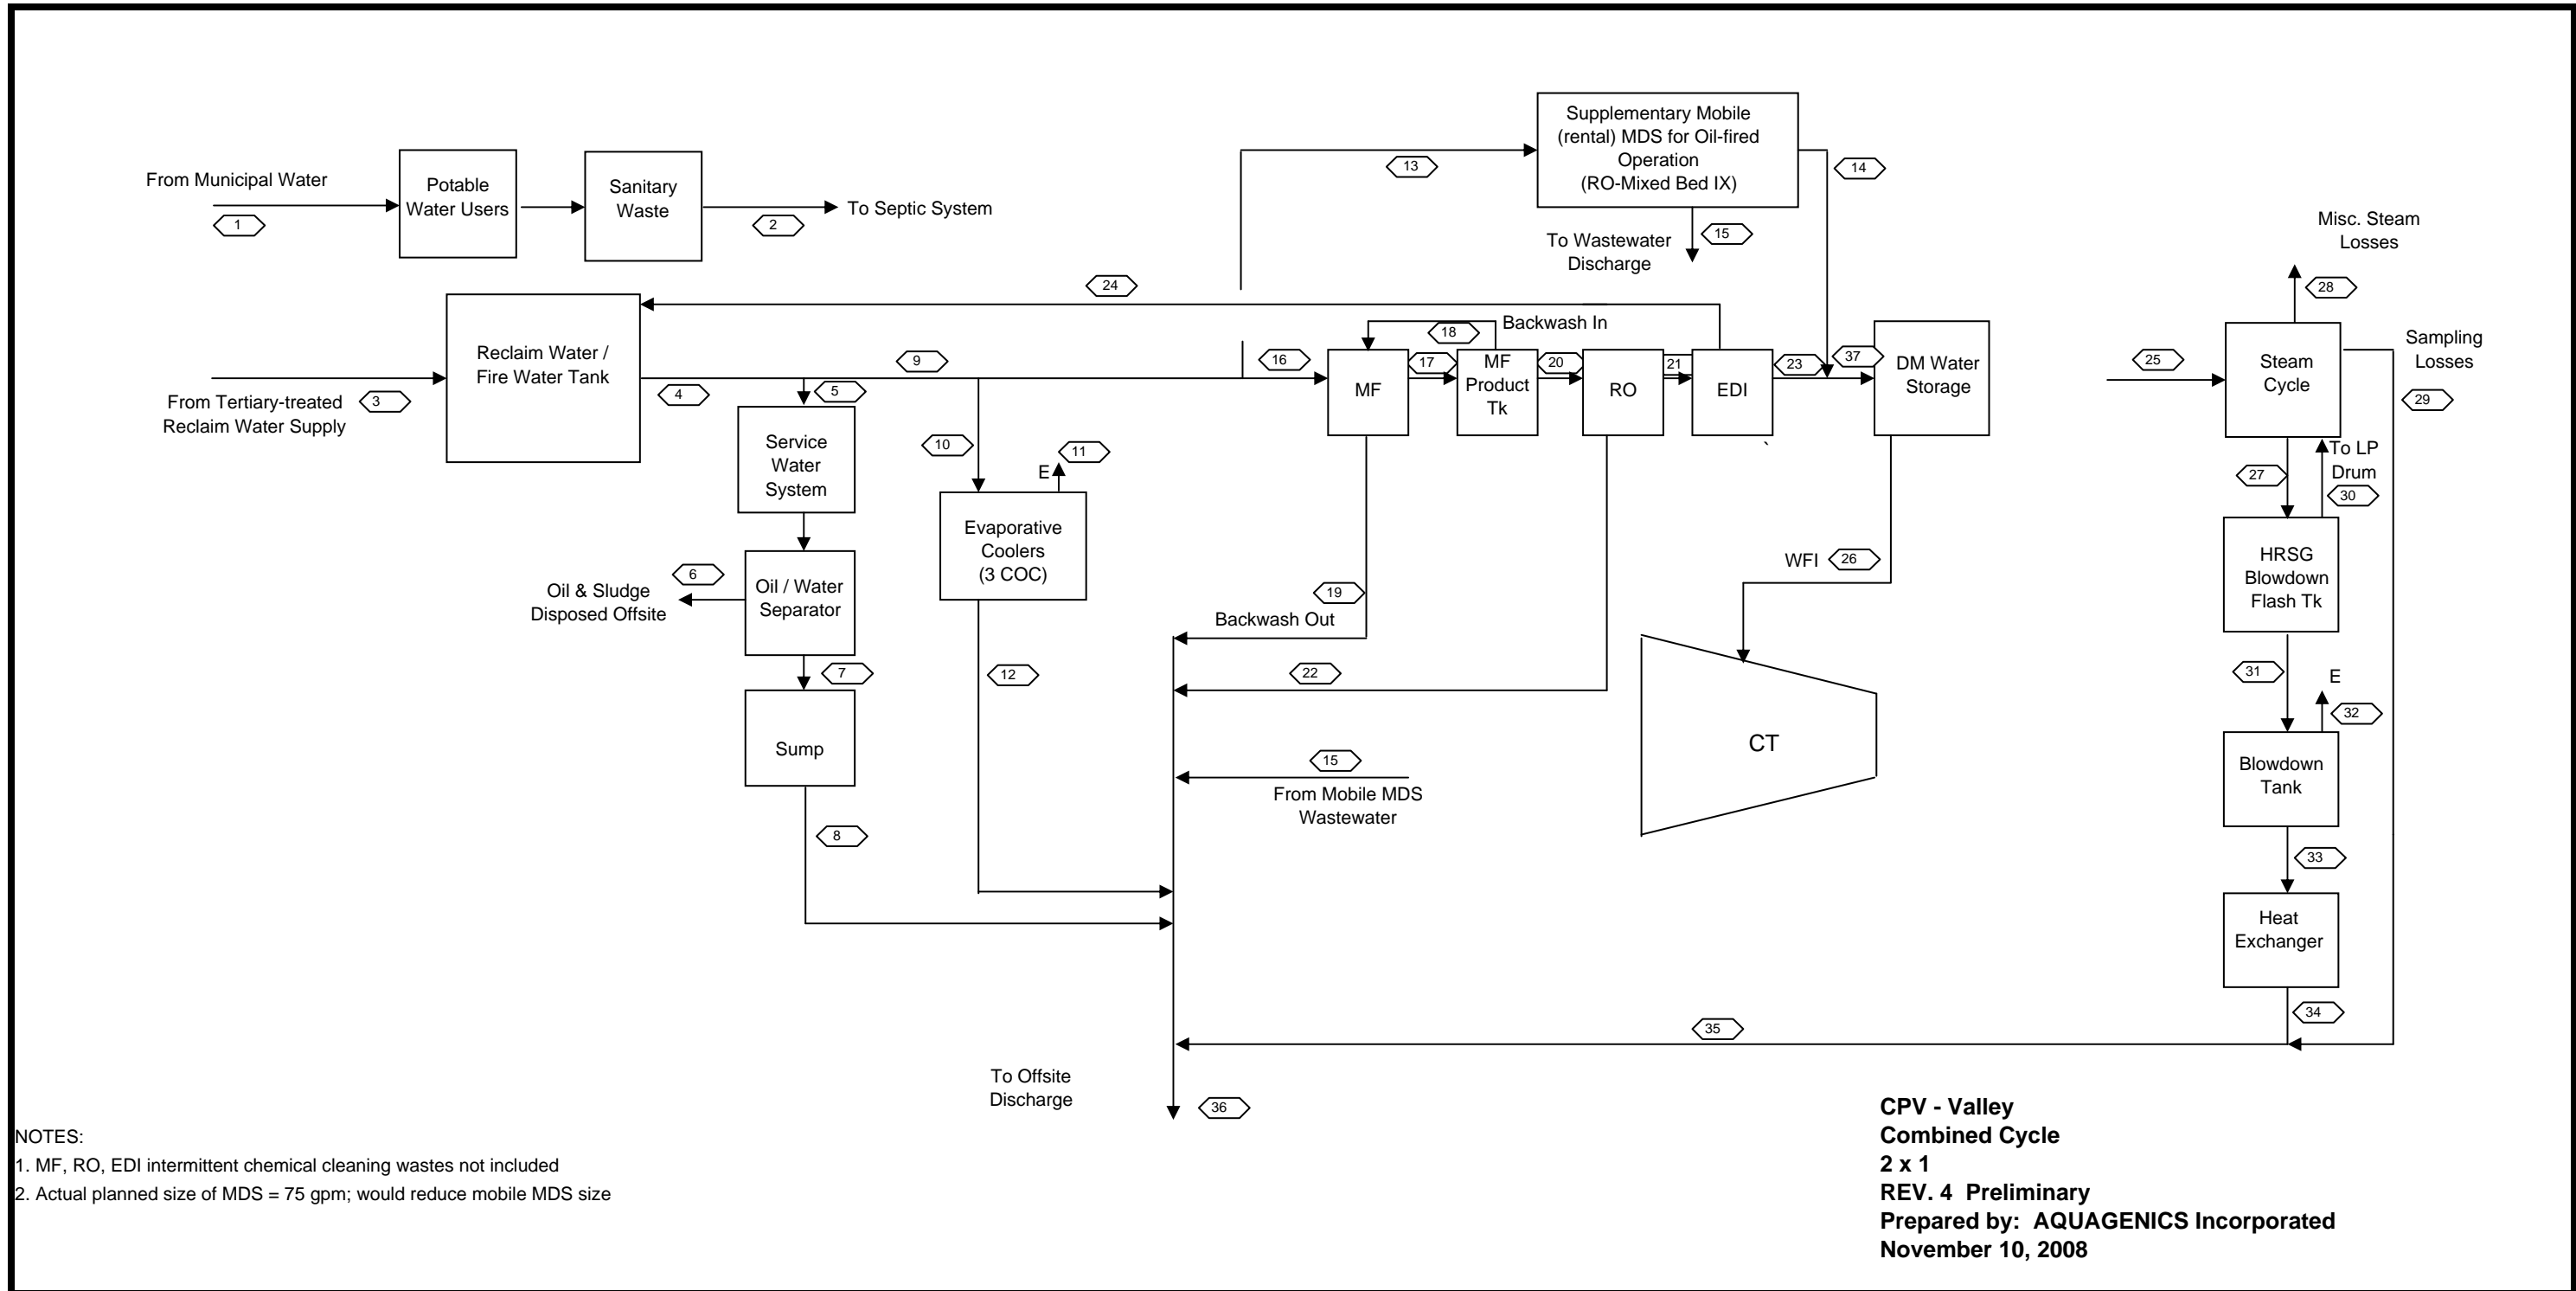 Supplementary Mobile
(rental) MDS for Oil-fired
Operation
(RO-Mixed Bed IX)
13
14
15
To Wastewater
Discharge
From Municipal Water
1
Potable
Water Users
Sanitary
Waste
2
To Septic System
Misc. Steam
Losses
28
24
Reclaim Water /
Fire Water Tank
From Tertiary-treated
Reclaim Water Supply
3
4
5
9
16
18
Backwash In
MF
17
MF
Product
Tk
20
RO
21
EDI
23
37
DM Water
Storage
`
25
Steam
Cycle
Sampling
Losses
29
Service
Water
System
10
E
11
Evaporative
Coolers
(3 COC)
27
To LP
Drum
30
HRSG
Blowdown
Flash Tk
Oil & Sludge
Disposed Offsite
6
Oil / Water
Separator
7
Sump
8
12
19
Backwash Out
22
15
From Mobile MDS
Wastewater
WFI
26
CT
31
E
32
Blowdown
Tank
33
Heat
Exchanger
34
35
To Offsite
Discharge
36
NOTES:
1. MF, RO, EDI intermittent chemical cleaning wastes not included
2. Actual planned size of MDS = 75 gpm; would reduce mobile MDS size
CPV - Valley
Combined Cycle
2 x 1
REV. 4 Preliminary
Prepared by: AQUAGENICS Incorporated
November 10, 2008